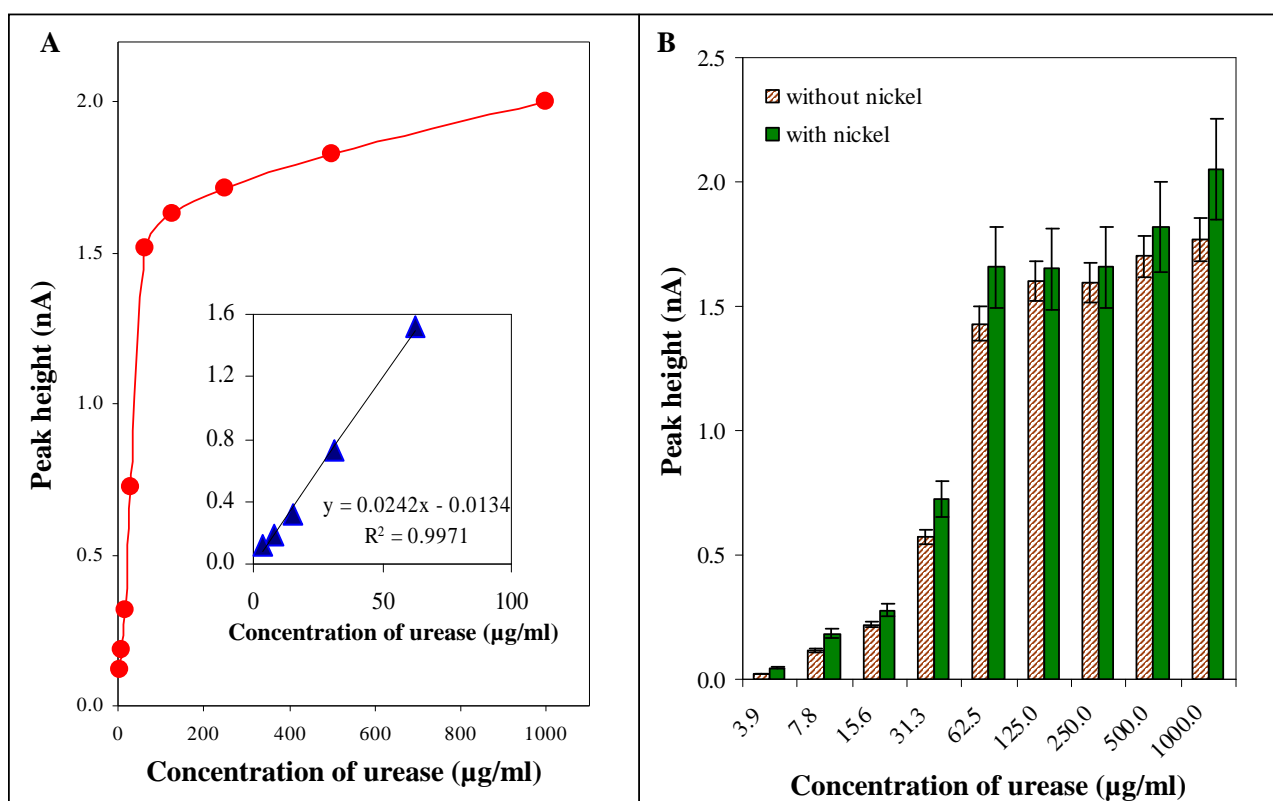 A
Peak height (nA)
2.0
1.5
1.0
0.5
0.0
0 200 400 600 800 1000
Concentration of urease (µg/ml)
1.6
1.2
0.8
0.4
0.0
y = 0.0242x - 0.0134
R² = 0.9971
0 50 100
Concentration of urease (µg/ml)
B
Peak height (nA)
2.5
2.0
1.5
1.0
0.5
0.0
without nickel
with nickel
3.9 7.8 15.6 31.3 62.5 125.0 250.0 500.0 1000.0
Concentration of urease (µg/ml)